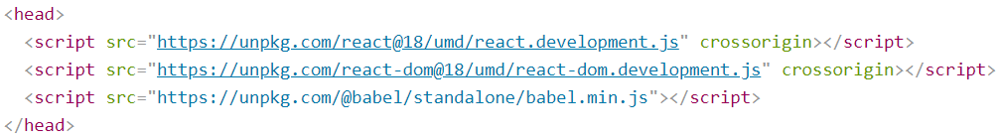 <head>
  <script src="https://unpkg.com/react@18/umd/react.development.js" crossorigin></script>
  <script src="https://unpkg.com/react-dom@18/umd/react-dom.development.js" crossorigin></script>
  <script src="https://unpkg.com/@babel/standalone/babel.min.js"></script>
</head>